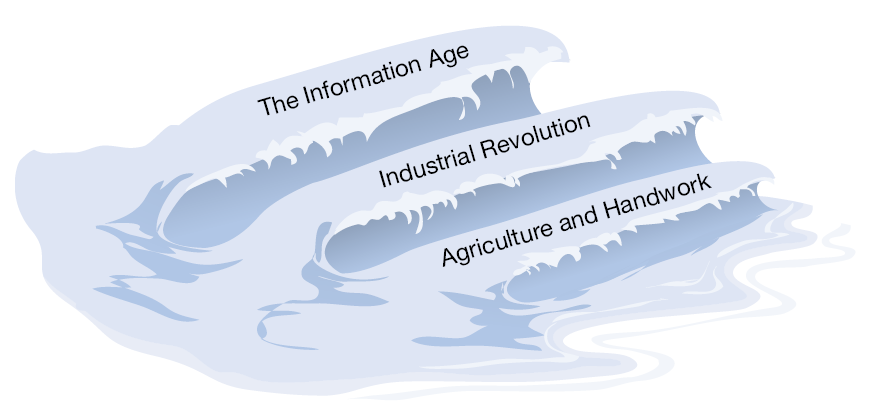 The Information Age
Industrial Revolution
Agriculture and Handwork